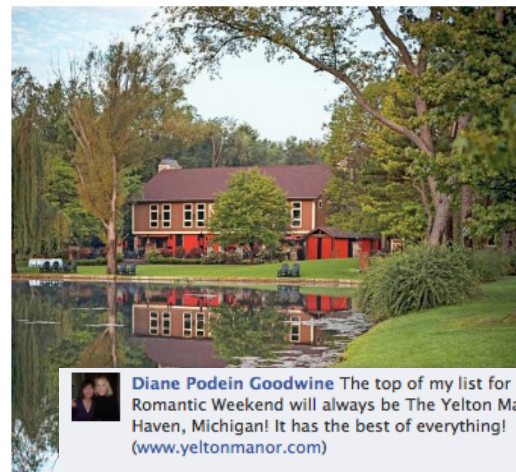 Diane Podein Goodwine The top of my list for
Romantic Weekend will always be The Yelton Ma
Haven, Michigan! It has the best of everything!
(www.yeltonmanor.com)